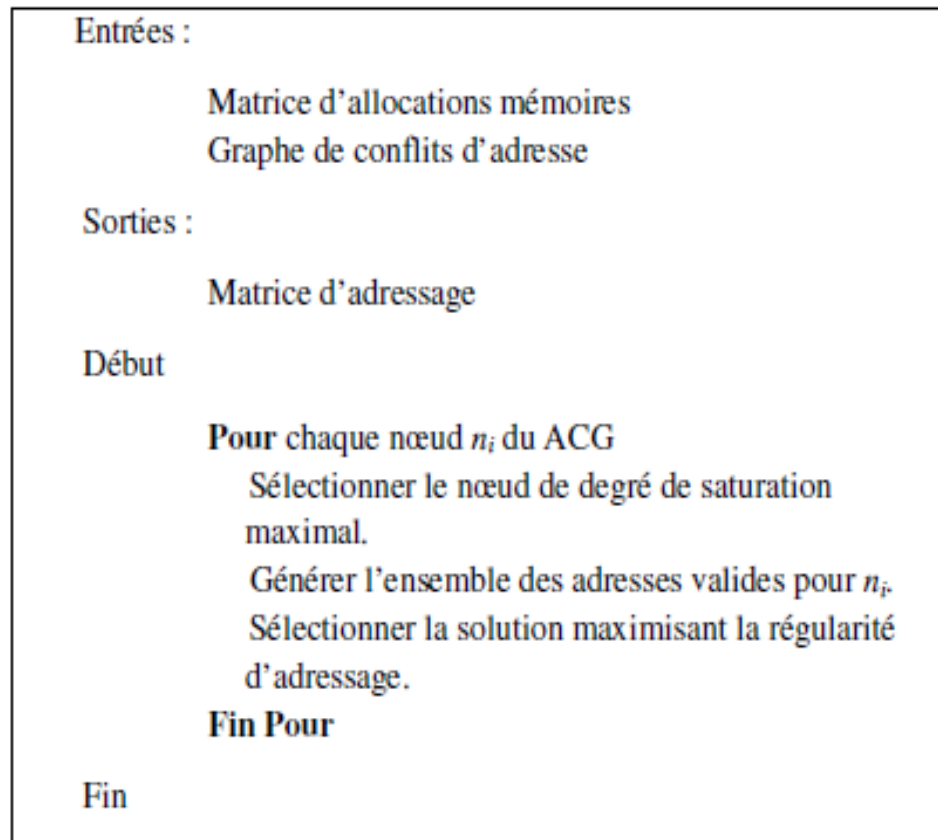 Entrées :
Matrice d'allocations mémoires
Graphe de conflits d'adresse
Sorties :
Matrice d'adressage
Début
Pour chaque nœud ni du ACG
Sélectionner le nœud de degré de saturation
maximal.
Générer l'ensemble des adresses valides pour ni.
Sélectionner la solution maximisant la régularité
d'adressage.
Fin Pour
Fin